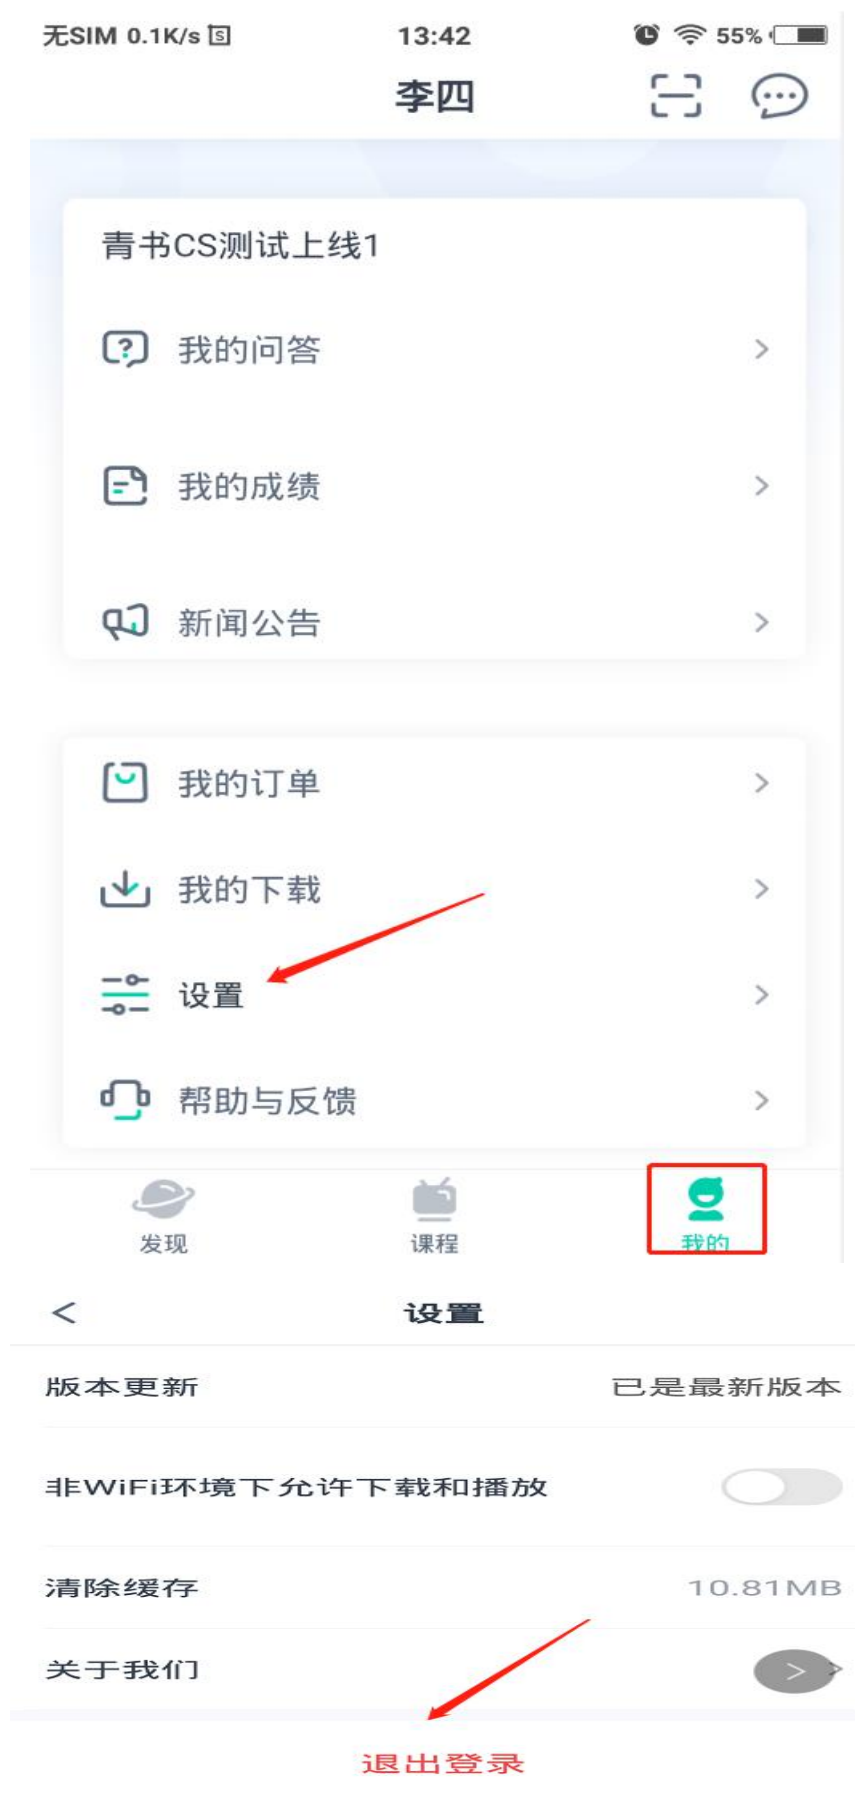 无SIM 0.1K/s
13:42
55%
李四
青书CS测试上线1
我的问答
我的成绩
新闻公告
我的订单
我的下载
设置
帮助与反馈
发现
课程
我的
设置
版本更新 已是最新版本
非WiFi环境下允许下载和播放
清除缓存 10.81MB
关于我们
退出登录